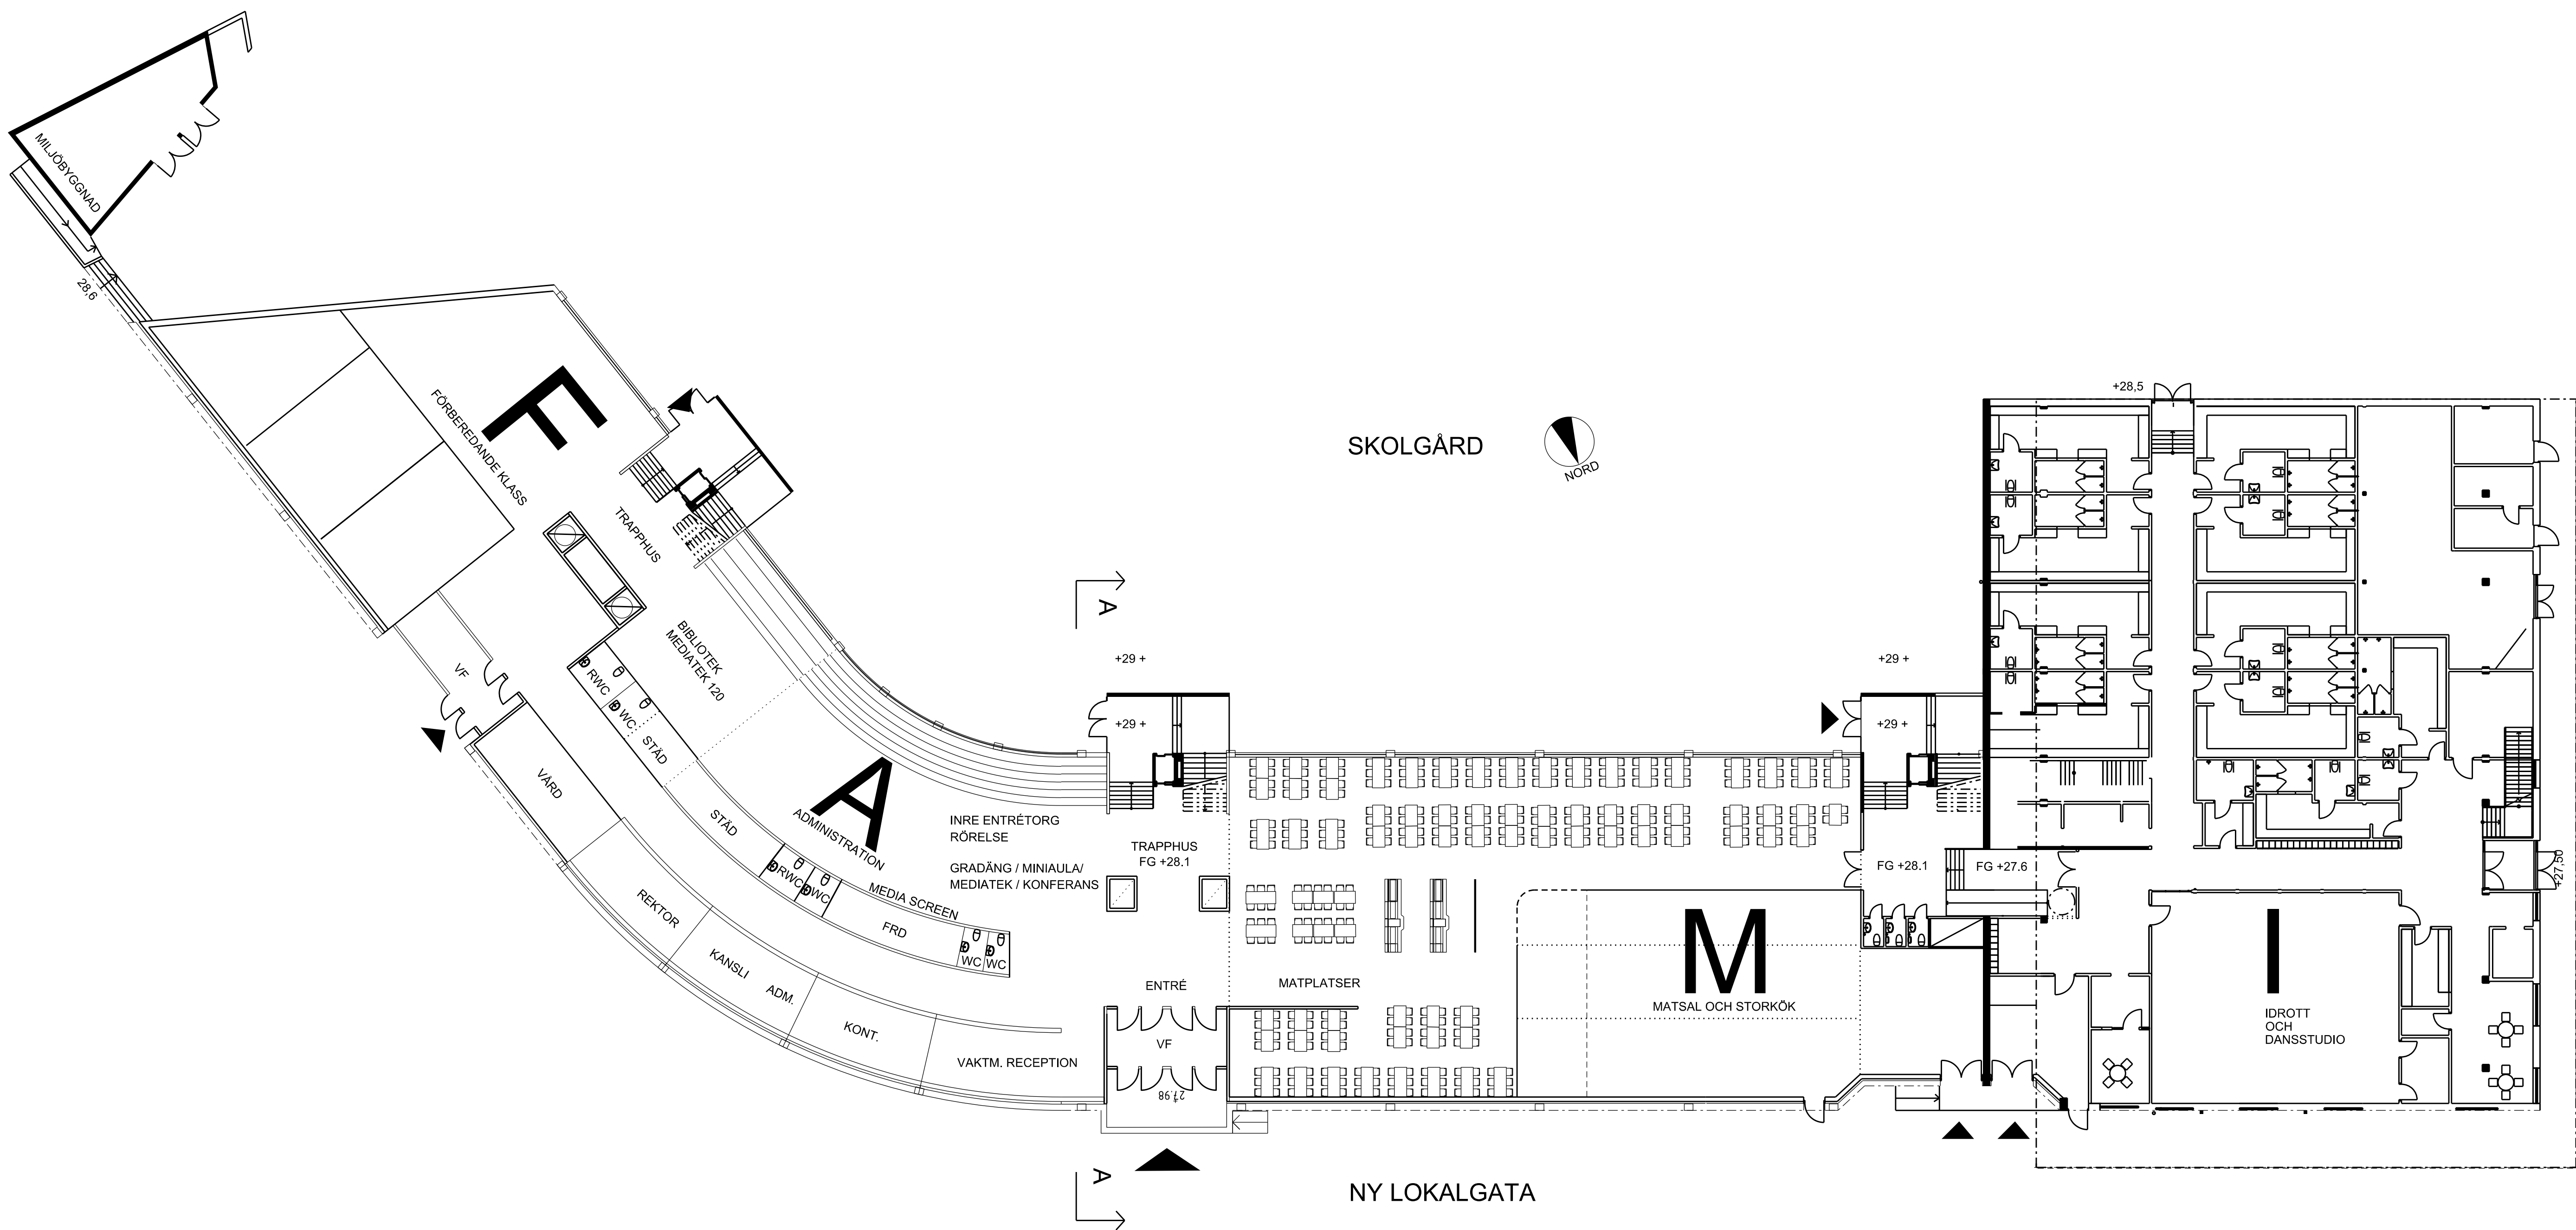 MILJÖBYGGNAD
28,6
F
FÖRBEREDANDE KLASS
TRAPPHUS
BIBLIOTEK
MEDIATEK 120
VF
RWC
WC
STÄD
VÅRD
STÄD
RWC
WC
A
ADMINISTRATION
MEDIA SCREEN
FRD
WC
WC
REKTOR
KANSLI
ADM.
KONT.
VAKTM. RECEPTION
INRE ENTRÉTORG
RÖRELSE
GRADÄNG / MINIAULA/
MEDIATEK / KONFERANS
A
+29 +
+29 +
TRAPPHUS
FG +28.1
ENTRÉ
VF
27.98
A
SKOLGÅRD
NORD
MATPLATSER
M
MATSAL OCH STORKÖK
+29 +
+29 +
FG +28.1
FG +27.6
+28,5
I
IDROTT
OCH
DANSSTUDIO
+27,50
NY LOKALGATA